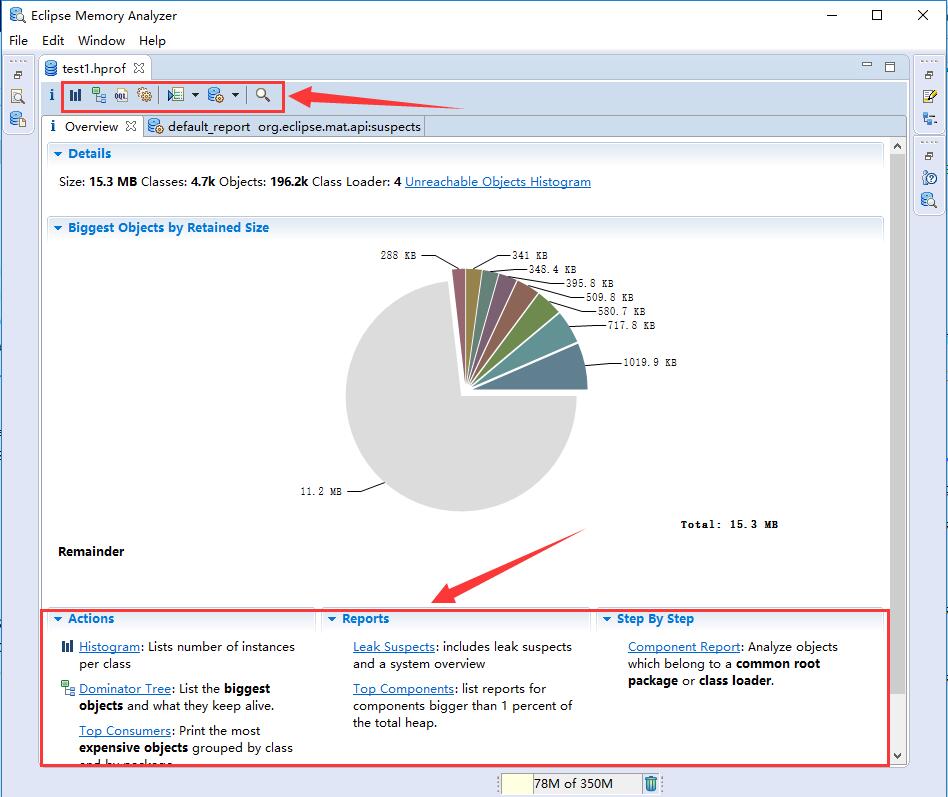 Eclipse Memory Analyzer
File Edit Window Help
test1.hprof
i OQL
i Overview default_report org.eclipse.mat.api:suspects
Details
Size: 15.3 MB Classes: 4.7k Objects: 196.2k Class Loader: 4 Unreachable Objects Histogram
Biggest Objects by Retained Size
288 KB
341 KB
348.4 KB
395.8 KB
509.8 KB
580.7 KB
717.8 KB
1019.9 KB
11.2 MB
Total: 15.3 MB
Remainder
Actions
Histogram: Lists number of instances
per class
Dominator Tree: List the biggest
objects and what they keep alive.
Top Consumers: Print the most
expensive objects grouped by class
and by package.
Reports
Leak Suspects: includes leak suspects
and a system overview
Top Components: list reports for
components bigger than 1 percent of
the total heap.
Step By Step
Component Report: Analyze objects
which belong to a common root
package or class loader.
78M of 350M